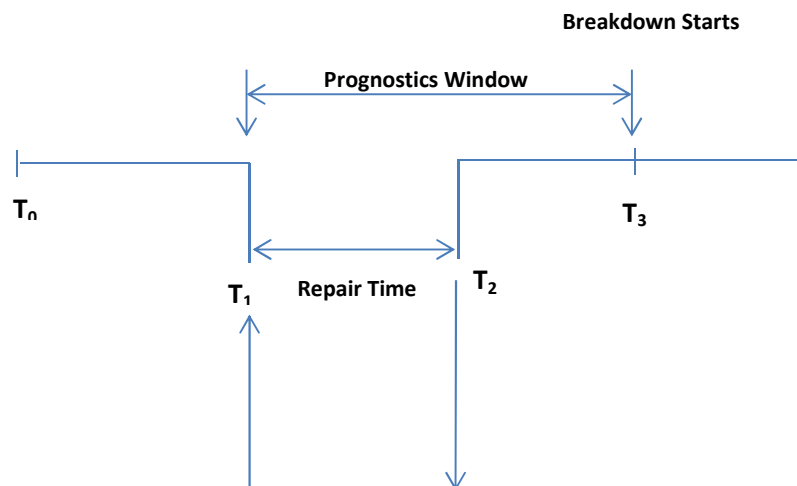 Breakdown Starts
Prognostics Window
T₀
T₃
T₁
Repair Time
T₂